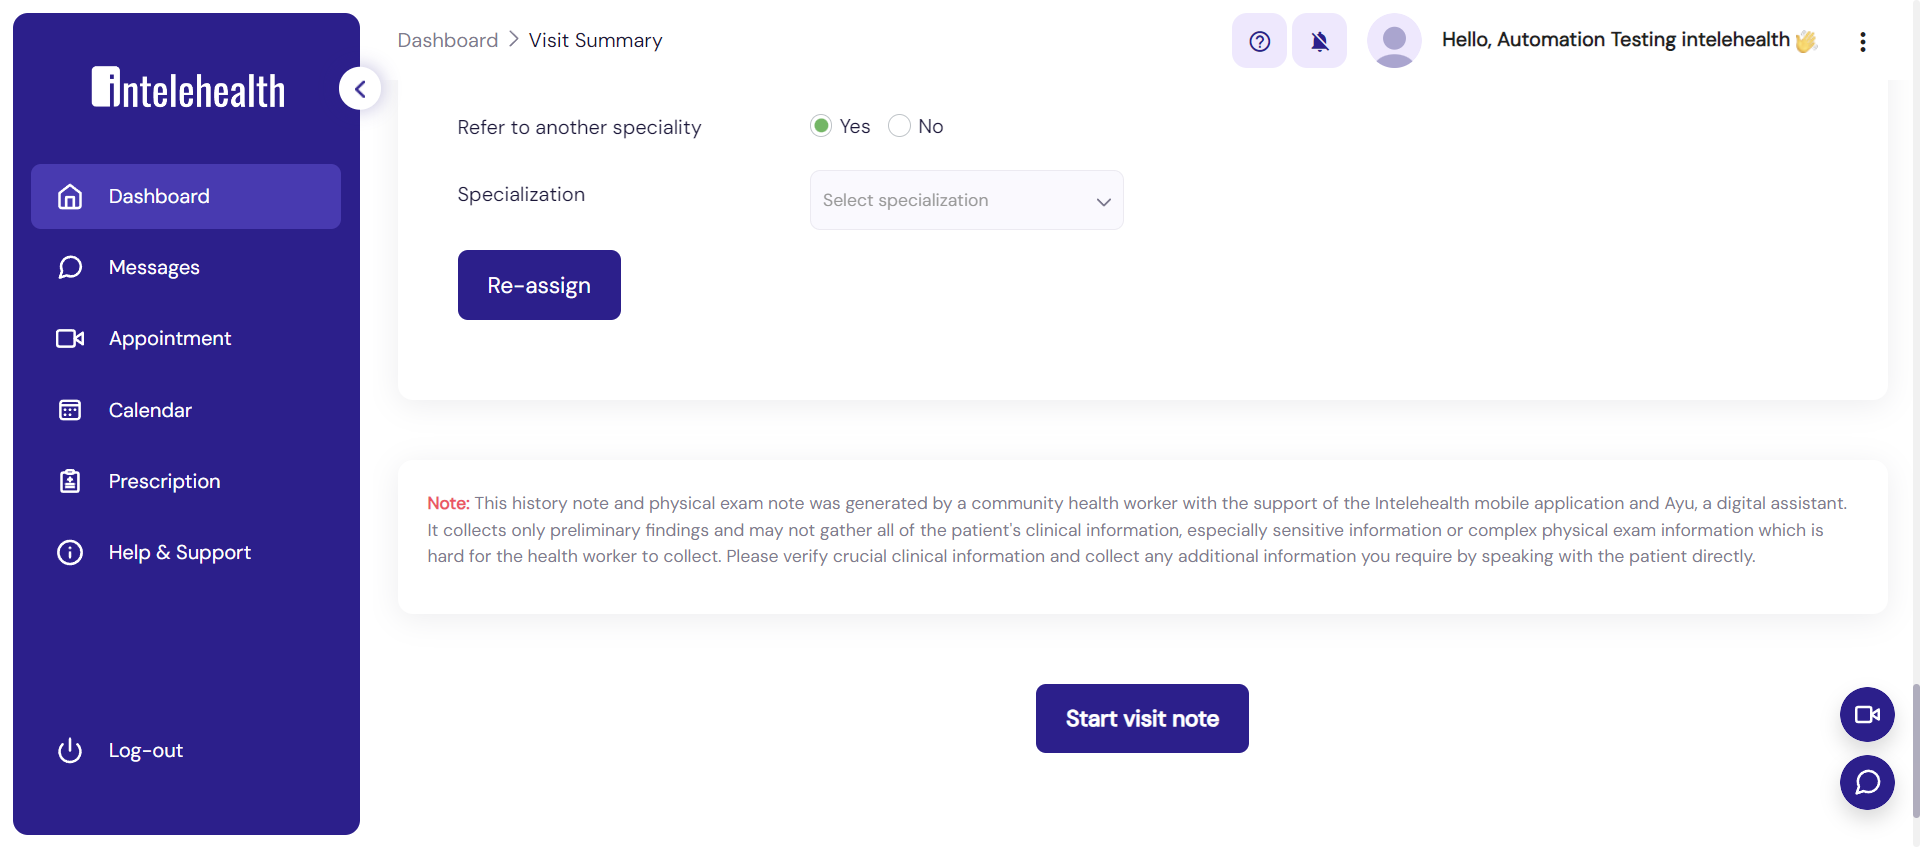 intelehealth
Dashboard
Messages
Appointment
Calendar
Prescription
Help & Support
Log-out
Dashboard > Visit Summary
Hello, Automation Testing intelehealth 👋
Refer to another speciality
Yes
No
Specialization
Select specialization
Re-assign
Note: This history note and physical exam note was generated by a community health worker with the support of the Intelehealth mobile application and Ayu, a digital assistant.
It collects only preliminary findings and may not gather all of the patient's clinical information, especially sensitive information or complex physical exam information which is
hard for the health worker to collect. Please verify crucial clinical information and collect any additional information you require by speaking with the patient directly.
Start visit note